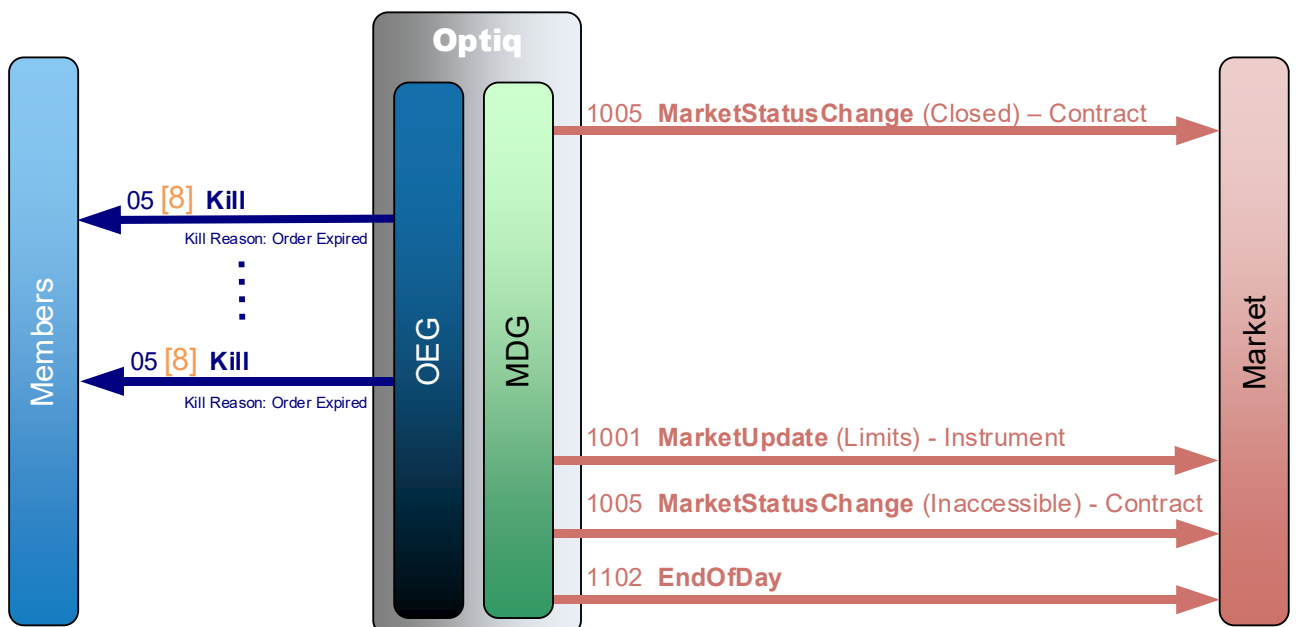 Optiq
1005 MarketStatusChange (Closed) – Contract
05 [8] Kill
Kill Reason: Order Expired
Members
OEG
MDG
Market
05 [8] Kill
Kill Reason: Order Expired
1001 MarketUpdate (Limits) - Instrument
1005 MarketStatusChange (Inaccessible) - Contract
1102 EndOfDay